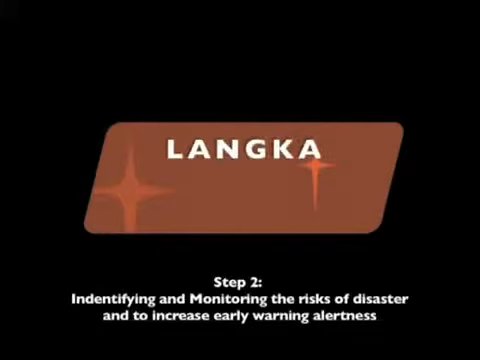 LANGKA
Step 2:
Indentifying and Monitoring the risks of disaster
and to increase early warning alertness